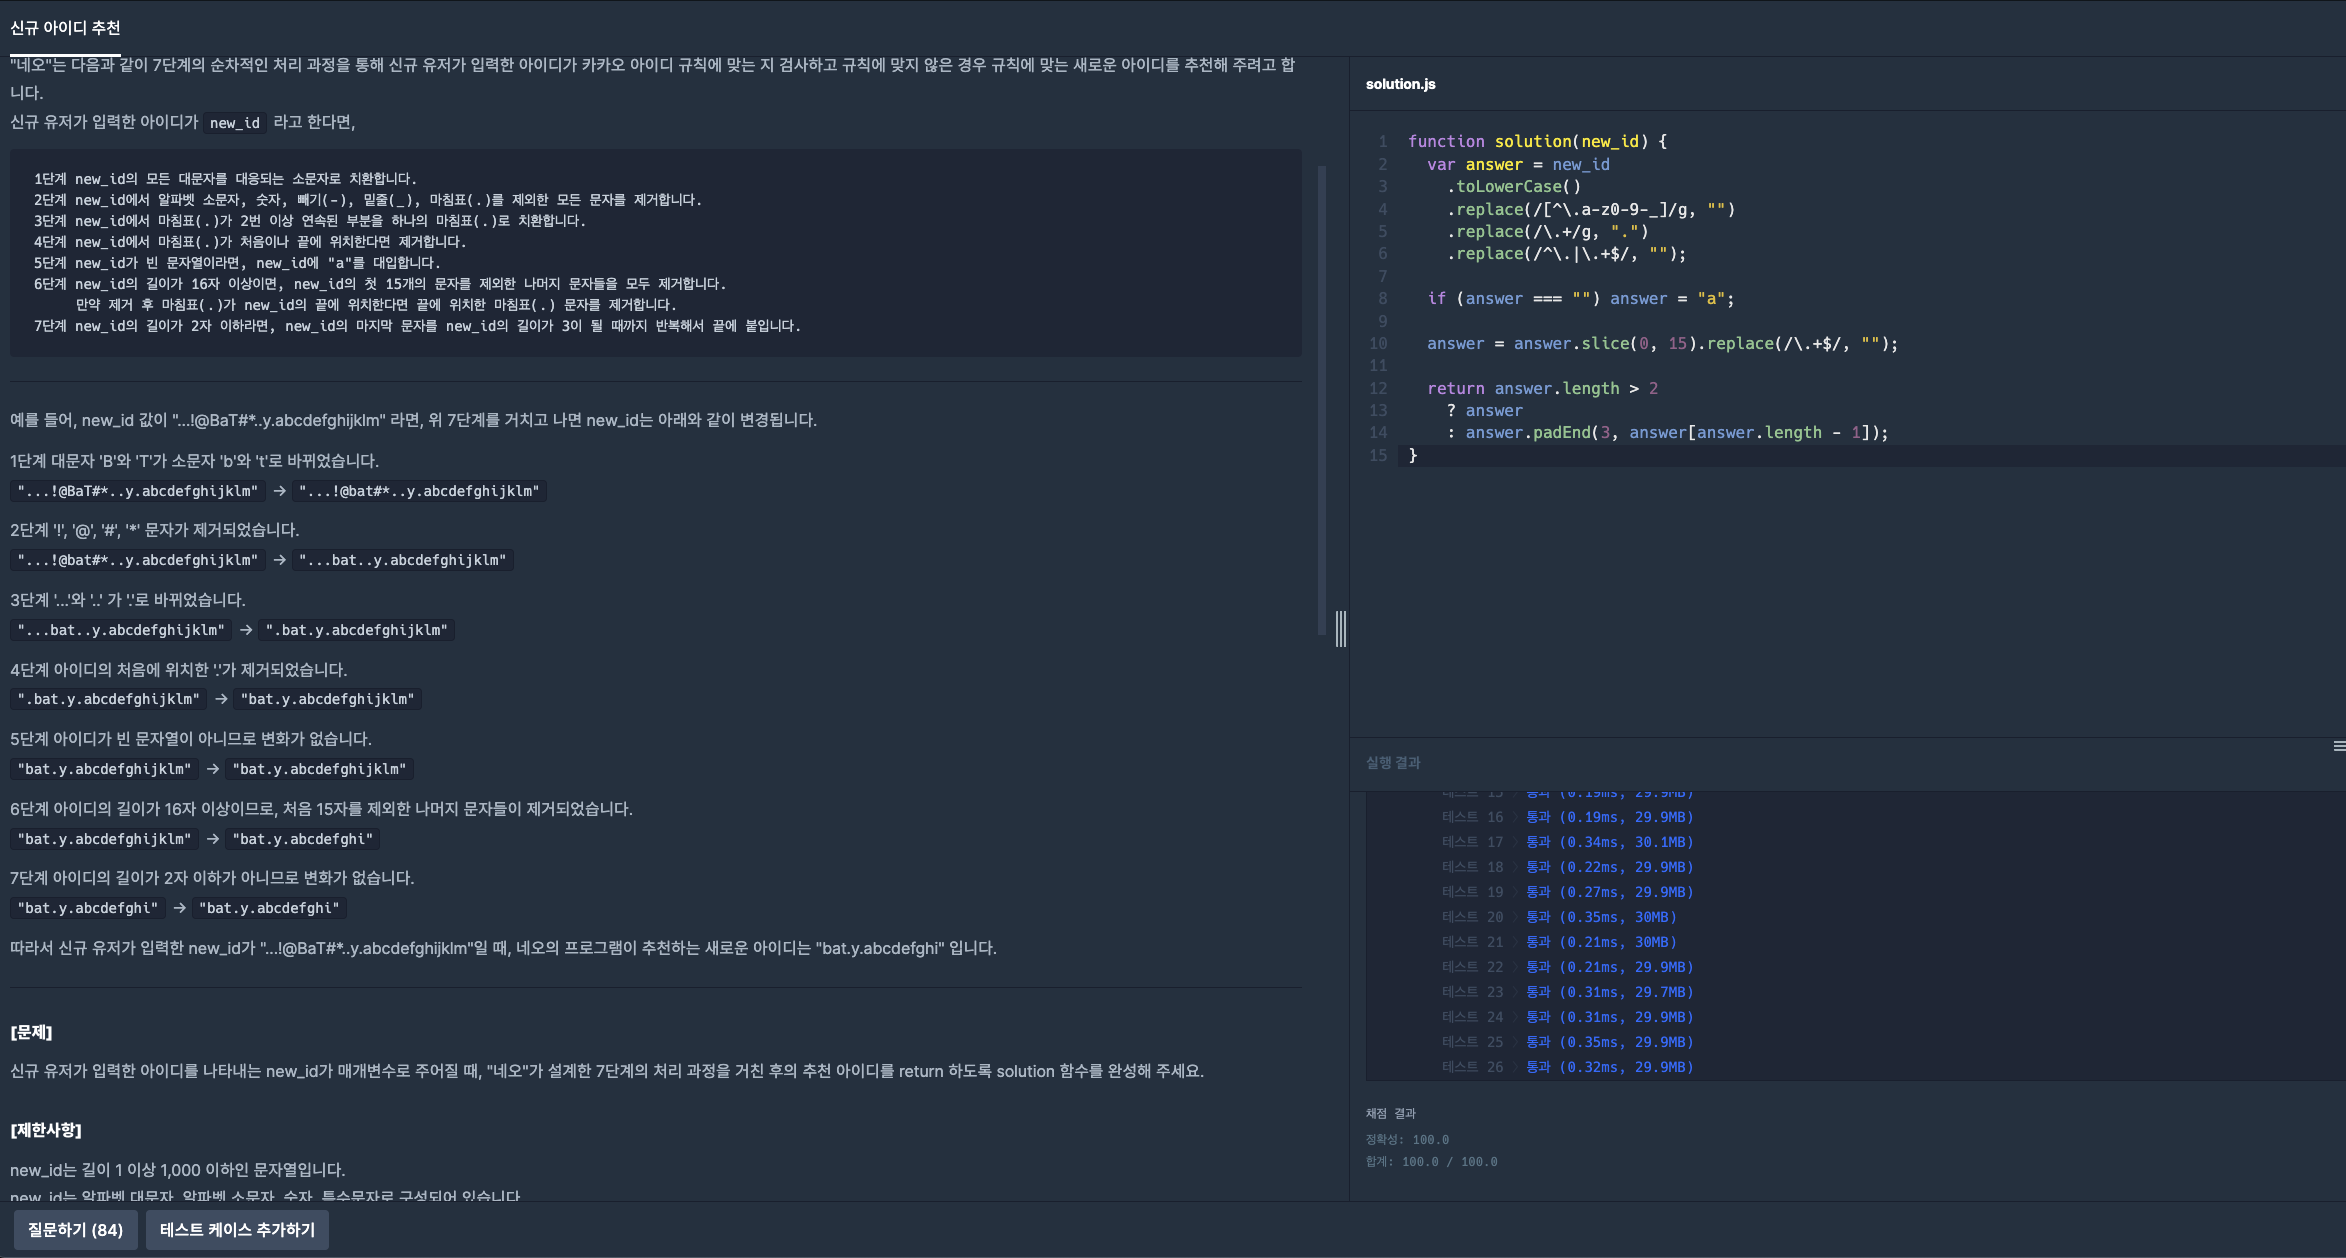 신규 아이디 추천
"네오"는 다음과 같이 7단계의 순차적인 처리 과정을 통해 신규 유저가 입력한 아이디가 카카오 아이디 규칙에 맞는 지 검사하고 규칙에 맞지 않은 경우 규칙에 맞는 새로운 아이디를 추천해 주려고 합
니다.
신규 유저가 입력한 아이디가 new_id 라고 한다면,
1단계 new_id의 모든 대문자를 대응되는 소문자로 치환합니다.
2단계 new_id에서 알파벳 소문자, 숫자, 빼기(-), 밑줄(_), 마침표(.)를 제외한 모든 문자를 제거합니다.
3단계 new_id에서 마침표(.)가 2번 이상 연속된 부분을 하나의 마침표(.)로 치환합니다.
4단계 new_id에서 마침표(.)가 처음이나 끝에 위치한다면 제거합니다.
5단계 new_id가 빈 문자열이라면, new_id에 "a"를 대입합니다.
6단계 new_id의 길이가 16자 이상이면, new_id의 첫 15개의 문자를 제외한 나머지 문자들을 모두 제거합니다.
만약 제거 후 마침표(.)가 new_id의 끝에 위치한다면 끝에 위치한 마침표(.) 문자를 제거합니다.
7단계 new_id의 길이가 2자 이하라면, new_id의 마지막 문자를 new_id의 길이가 3이 될 때까지 반복해서 끝에 붙입니다.
예를 들어, new_id 값이 "...!@BaT#*..y.abcdefghijklm" 라면, 위 7단계를 거치고 나면 new_id는 아래와 같이 변경됩니다.
1단계 대문자 'B'와 'T'가 소문자 'b'와 't'로 바뀌었습니다.
"...!@BaT#*..y.abcdefghijklm" → "...!@bat#*..y.abcdefghijklm"
2단계 '!', '@', '#', '*' 문자가 제거되었습니다.
"...!@bat#*..y.abcdefghijklm" → "...bat..y.abcdefghijklm"
3단계 '...'와 '..' 가 '.'로 바뀌었습니다.
"...bat..y.abcdefghijklm" → ".bat.y.abcdefghijklm"
4단계 아이디의 처음에 위치한 '.'가 제거되었습니다.
".bat.y.abcdefghijklm" → "bat.y.abcdefghijklm"
5단계 아이디가 빈 문자열이 아니므로 변화가 없습니다.
"bat.y.abcdefghijklm" → "bat.y.abcdefghijklm"
6단계 아이디의 길이가 16자 이상이므로, 처음 15자를 제외한 나머지 문자들이 제거되었습니다.
"bat.y.abcdefghijklm" → "bat.y.abcdefghi"
7단계 아이디의 길이가 2자 이하가 아니므로 변화가 없습니다.
"bat.y.abcdefghi" → "bat.y.abcdefghi"
따라서 신규 유저가 입력한 new_id가 "...!@BaT#*..y.abcdefghijklm"일 때, 네오의 프로그램이 추천하는 새로운 아이디는 "bat.y.abcdefghi" 입니다.
[문제]
신규 유저가 입력한 아이디를 나타내는 new_id가 매개변수로 주어질 때, "네오"가 설계한 7단계의 처리 과정을 거친 후의 추천 아이디를 return 하도록 solution 함수를 완성해 주세요.
[제한사항]
new_id는 길이 1 이상 1,000 이하인 문자열입니다.
new_id는 알파벳 대문자, 알파벳 소문자, 숫자, 특수문자로 구성되어 있습니다.
질문하기 (84) 테스트 케이스 추가하기
solution.js
1 function solution(new_id) {
2 var answer = new_id
3 .toLowerCase()
4 .replace(/[^\.a-z0-9-_]/g, "")
5 .replace(/\.+/g, ".")
6 .replace(/^\.|\.+$/, "");
7
8 if (answer === "") answer = "a";
9
10 answer = answer.slice(0, 15).replace(/\.+$/, "");
11
12 return answer.length > 2
13 ? answer
14 : answer.padEnd(3, answer[answer.length - 1]);
15 }
실행 결과
테스트 15 > 통과 (0.19ms, 29.9MB)
테스트 16 > 통과 (0.19ms, 29.9MB)
테스트 17 > 통과 (0.34ms, 30.1MB)
테스트 18 > 통과 (0.22ms, 29.9MB)
테스트 19 > 통과 (0.27ms, 29.9MB)
테스트 20 > 통과 (0.35ms, 30MB)
테스트 21 > 통과 (0.21ms, 30MB)
테스트 22 > 통과 (0.21ms, 29.9MB)
테스트 23 > 통과 (0.31ms, 29.7MB)
테스트 24 > 통과 (0.31ms, 29.9MB)
테스트 25 > 통과 (0.35ms, 29.9MB)
테스트 26 > 통과 (0.32ms, 29.9MB)
채점 결과
정확성: 100.0
합계: 100.0 / 100.0